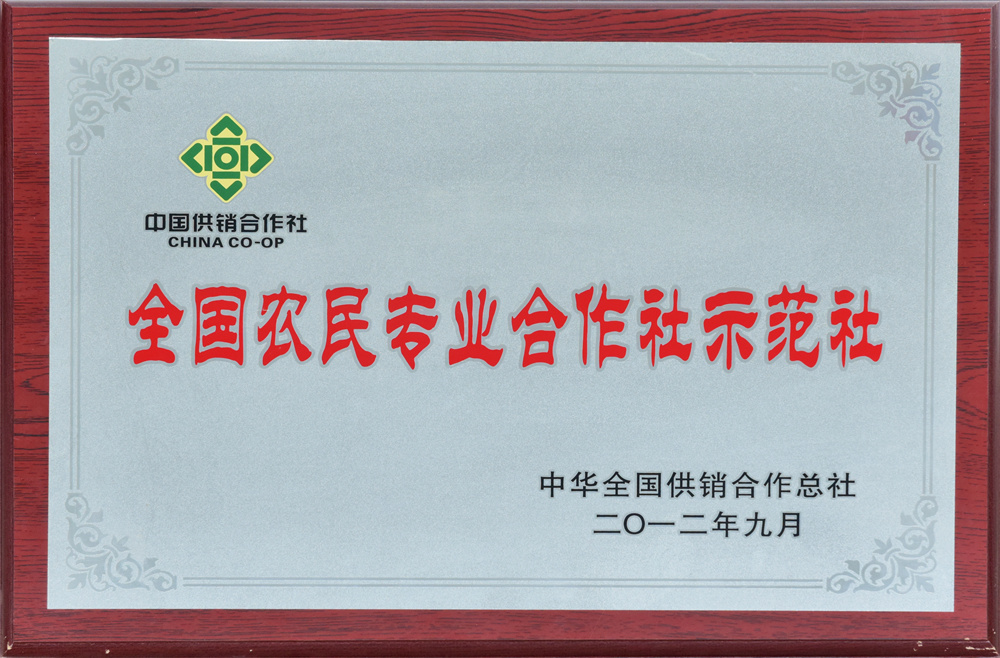 中国供销合作社
CHINA CO-OP
全国农民专业合作社示范社
中华全国供销合作总社
二〇一二年九月